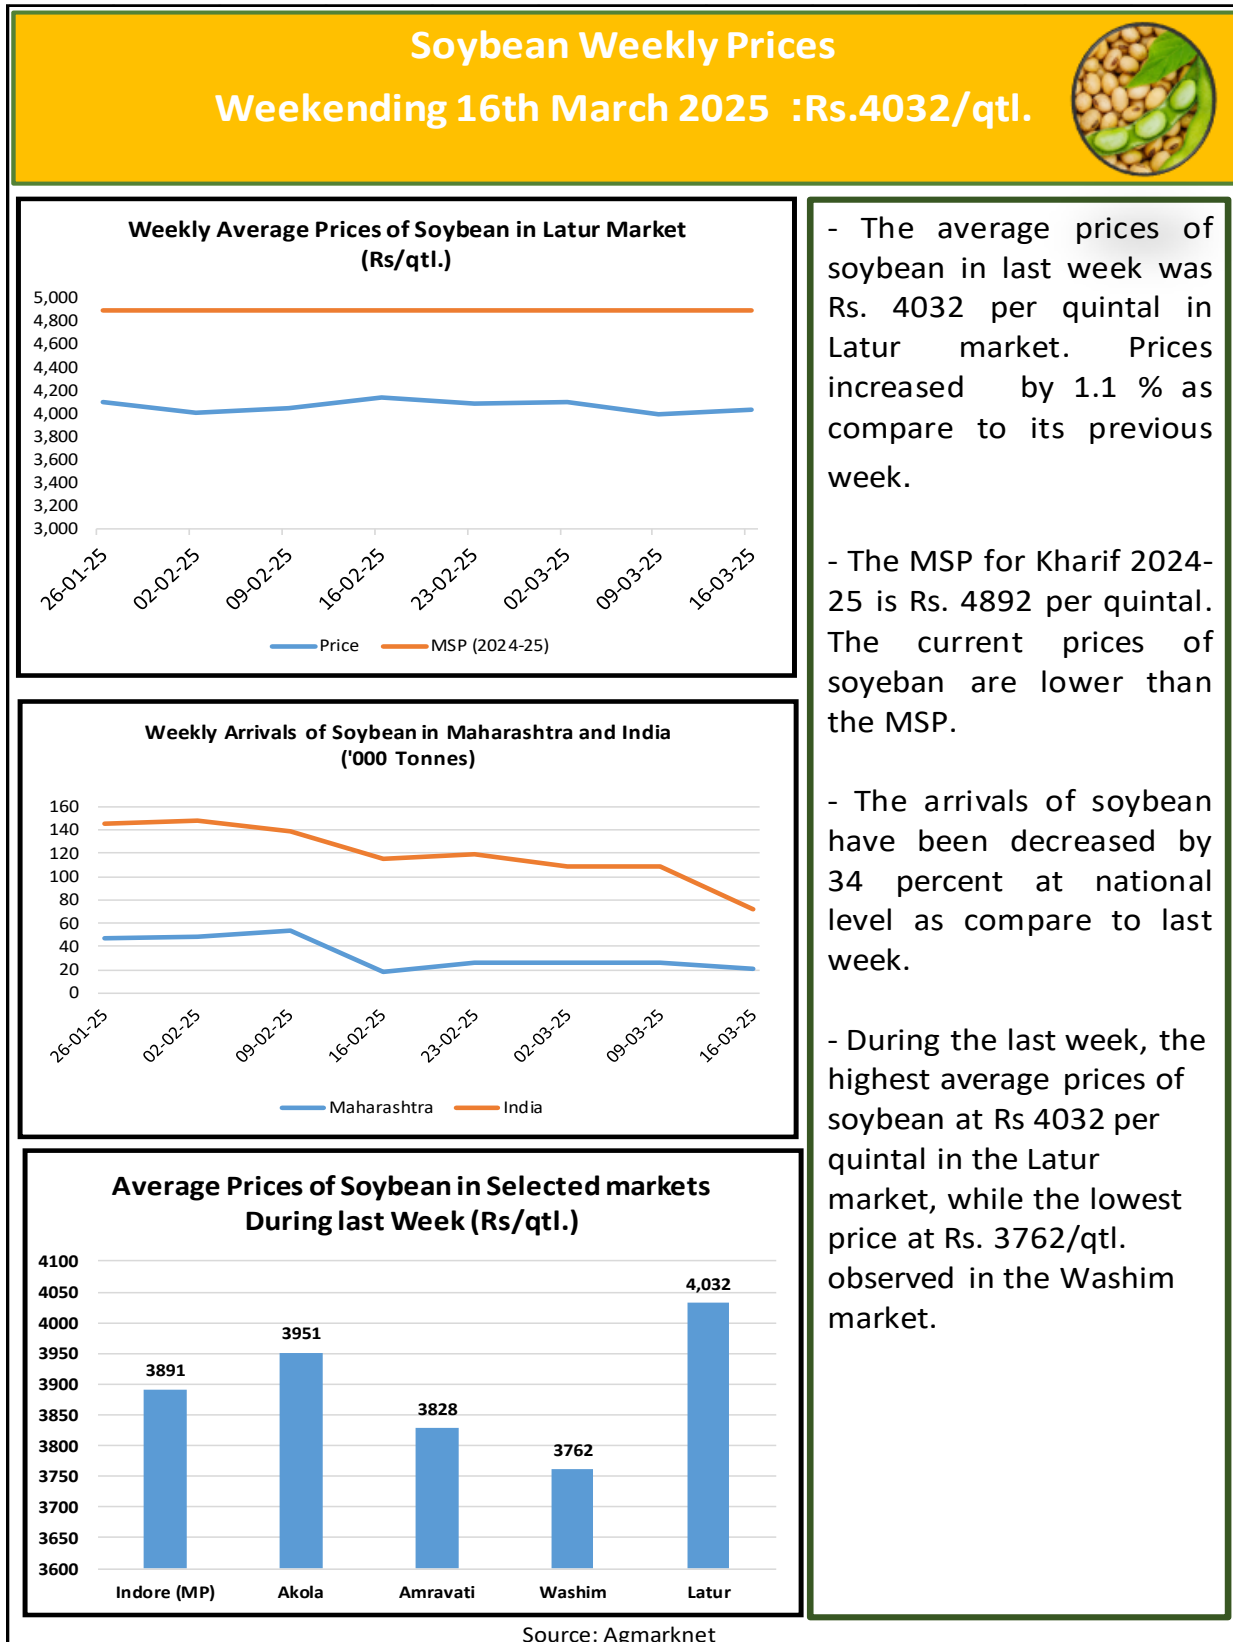 Soybean Weekly Prices
Weekending 16th March 2025 :Rs.4032/qtl.
Weekly Average Prices of Soybean in Latur Market
(Rs/qtl.)
5,000
4,800
4,600
4,400
4,200
4,000
3,800
3,600
3,400
3,200
3,000
26-01-25
02-02-25
09-02-25
16-02-25
23-02-25
02-03-25
09-03-25
16-03-25
Price MSP (2024-25)
Weekly Arrivals of Soybean in Maharashtra and India
('000 Tonnes)
160
140
120
100
80
60
40
20
0
26-01-25
02-02-25
09-02-25
16-02-25
23-02-25
02-03-25
09-03-25
16-03-25
Maharashtra India
Average Prices of Soybean in Selected markets
During last Week (Rs/qtl.)
4100
4050
4000
3950
3900
3850
3800
3750
3700
3650
3600
3891
3951
3828
3762
4,032
Indore (MP) Akola Amravati Washim Latur
- The average prices of
soybean in last week was
Rs. 4032 per quintal in
Latur market. Prices
increased by 1.1 % as
compare to its previous
week.
- The MSP for Kharif 2024-
25 is Rs. 4892 per quintal.
The current prices of
soyeban are lower than
the MSP.
- The arrivals of soybean
have been decreased by
34 percent at national
level as compare to last
week.
- During the last week, the
highest average prices of
soybean at Rs 4032 per
quintal in the Latur
market, while the lowest
price at Rs. 3762/qtl.
observed in the Washim
market.
Source: Agmarknet